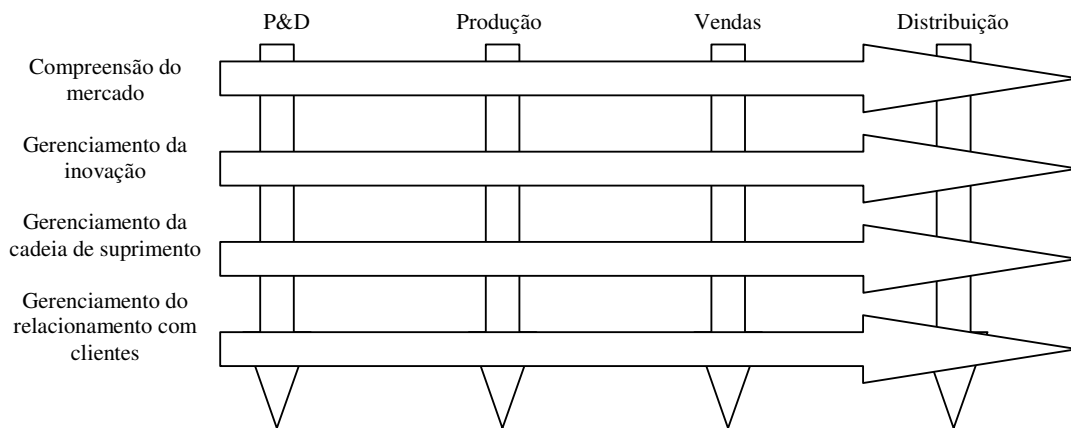 P&D
Produção
Vendas
Distribuição
Compreensão do
mercado
Gerenciamento da
inovação
Gerenciamento da
cadeia de suprimento
Gerenciamento do
relacionamento com
clientes